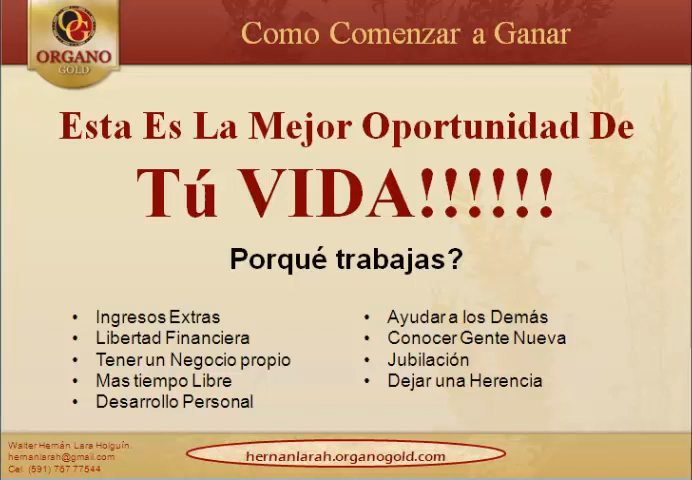 OG
ORGANO
GOLD
Como Comenzar a Ganar
Esta Es La Mejor Oportunidad De
Tú VIDA!!!!!!
Porqué trabajas?
• Ingresos Extras
• Libertad Financiera
• Tener un Negocio propio
• Mas tiempo Libre
• Desarrollo Personal
• Ayudar a los Demás
• Conocer Gente Nueva
• Jubilación
• Dejar una Herencia
Walter Hernán Lara Holguín.
hernanlarah@gmail.com
Cel. (591) 767 77544
hernanlarah.organogold.com